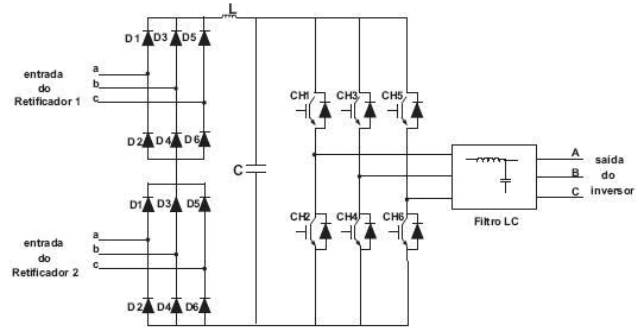 L
D1 D3 D5
entrada
do
Retificador 1
a
b
c
D2 D4 D6
CH1 CH3 CH5
C
A
B
C
saída
do
inversor
Filtro LC
CH2 CH4 CH6
D1 D3 D5
entrada
do
Retificador 2
a
b
c
D2 D4 D6